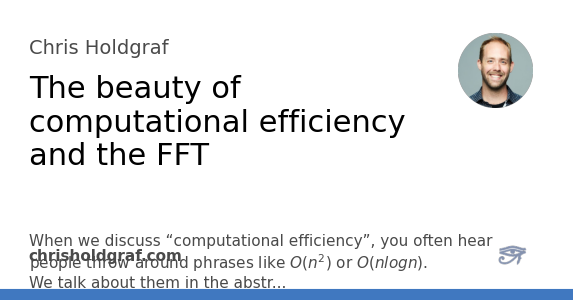 Chris Holdgraf
The beauty of
computational efficiency
and the FFT
When we discuss “computational efficiency”, you often hear
chrisholdgraf.com
people throw around phrases like O(n²) or O(nlogn).
We talk about them in the abstr...